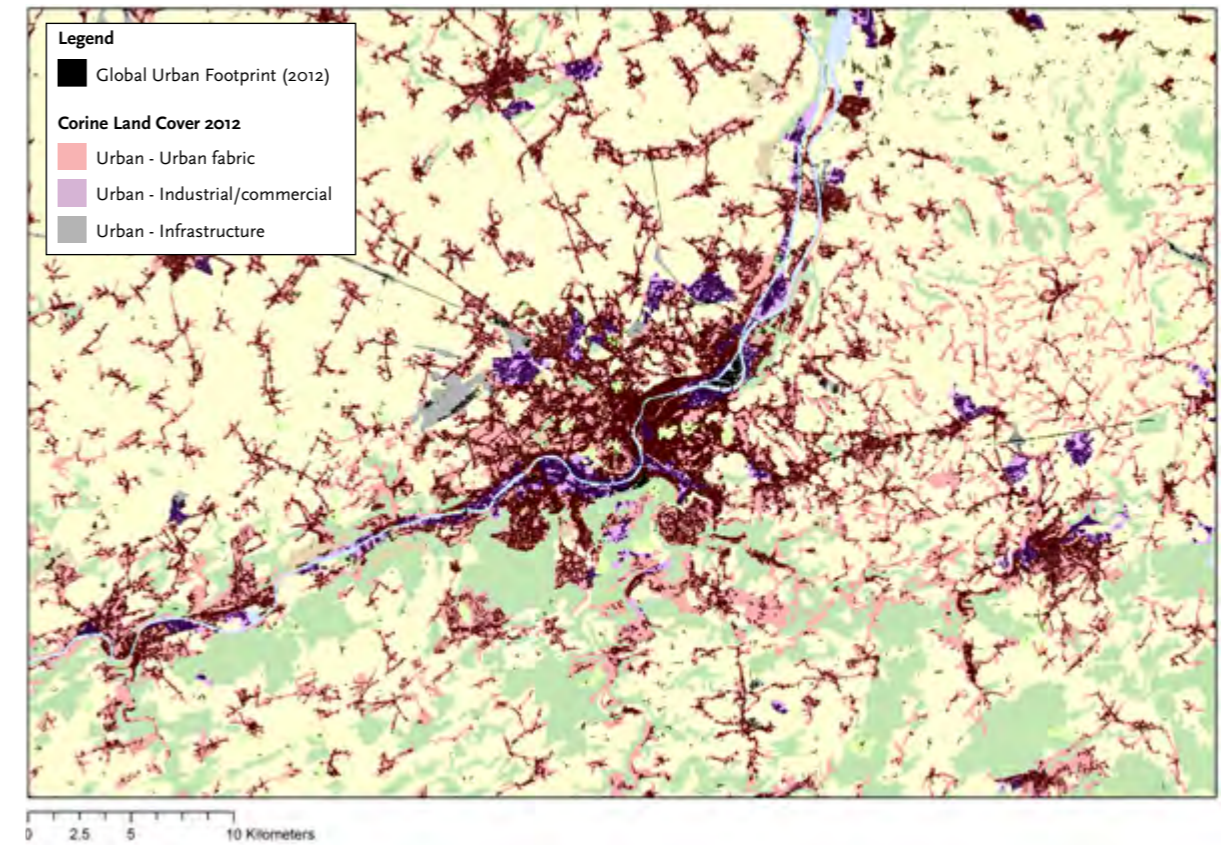 Legend
Global Urban Footprint (2012)
Corine Land Cover 2012
Urban - Urban fabric
Urban - Industrial/commercial
Urban - Infrastructure
0 2.5 5 10 Kilometers